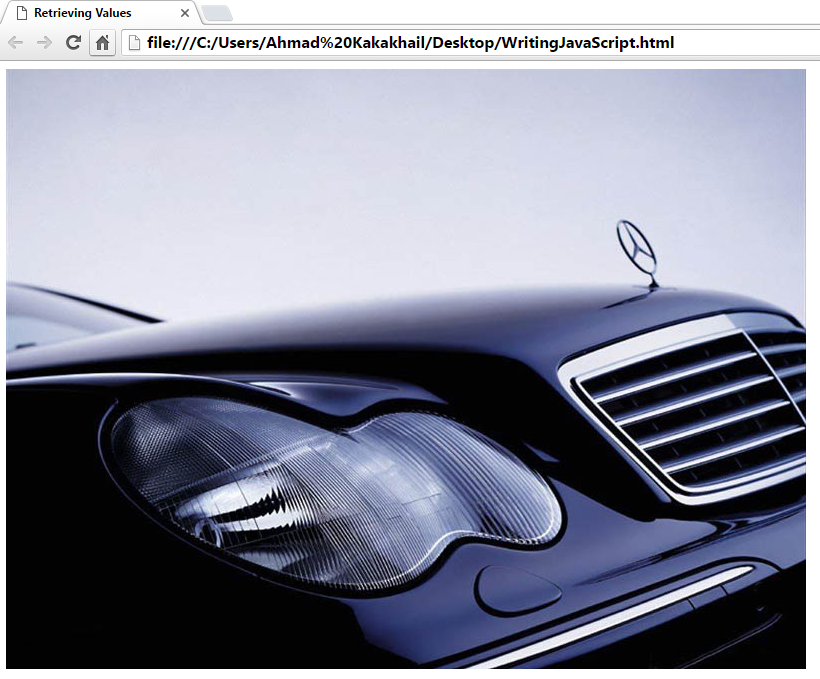 Retrieving Values
file:///C:/Users/Ahmad%20Kakakhail/Desktop/WritingJavaScript.html